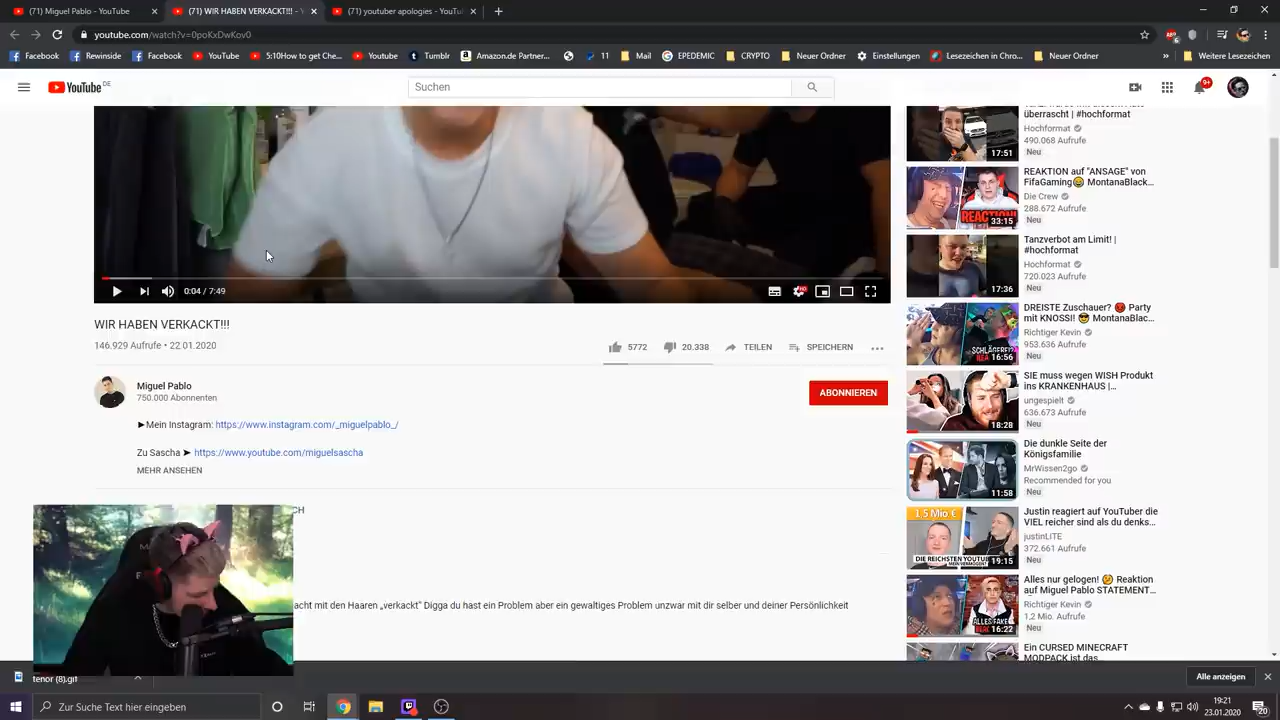 (71) Miguel Pablo - YouTube
(71) WIR HABEN VERKACKT!!! - Y
(71) youtube apologies - YouTu
youtube.com/watch?v=0poKxDwKov0
Facebook
Rewinside
Facebook
YouTube
5:10How to get Che...
Youtube
Tumblr
Amazon.de Partner...
11
Mail
EPEDEMIC
CRYPTO
Neuer Ordner
Einstellungen
Lesezeichen in Chro...
Neuer Ordner
Weitere Lesezeichen
YouTube DE
Suchen
9+
0:04 / 7:49
WIR HABEN VERKACKT!!!
146.929 Aufrufe • 22.01.2020
5772
20.338
TEILEN
SPEICHERN
Miguel Pablo
750.000 Abonnenten
ABONNIEREN
►Mein Instagram: https://www.instagram.com/_miguelpablo_/
Zu Sascha ➤ https://www.youtube.com/miguelsascha
MEHR ANSEHEN
CH
acht mit den Haaren „verkackt" Digga du hast ein Problem aber ein gewaltiges Problem unzwar mit dir selber und deiner Persönlichkeit
überrascht | #hochformat
Hochformat
490.068 Aufrufe
Neu
17:51
REAKTION auf "ANSAGE" von
FifaGaming😂 MontanaBlack...
Die Crew
288.672 Aufrufe
Neu
REACTION
33:15
Tanzverbot am Limit! |
#hochformat
Hochformat
720.023 Aufrufe
Neu
17:36
DREISTE Zuschauer? 😡 Party
mit KNOSSI! 😎 MontanaBlac...
Richtiger Kevin
953.636 Aufrufe
Neu
SCHLÄGEREI?
16:56
SIE muss wegen WISH Produkt
ins KRANKENHAUS |...
ungespielt
636.673 Aufrufe
Neu
18:28
Die dunkle Seite der
Königsfamilie
MrWissen2go
Recommended for you
Neu
11:58
Justin reagiert auf YouTuber die
VIEL reicher sind als du denks...
justinLITE
372.661 Aufrufe
Neu
1,5 Mio. €
DIE REICHSTEN YOUTUB
MEIN VERMÖGEN?
19:15
Alles nur gelogen! 🤔 Reaktion
auf Miguel Pablo STATEMENT...
Richtiger Kevin
1,2 Mio. Aufrufe
Neu
ALLES FAKE
16:22
Ein CURSED MINECRAFT
MODPACK ist das
tenor (8).gif
Alle anzeigen
Zur Suche Text hier eingeben
19:21
23.01.2020
20